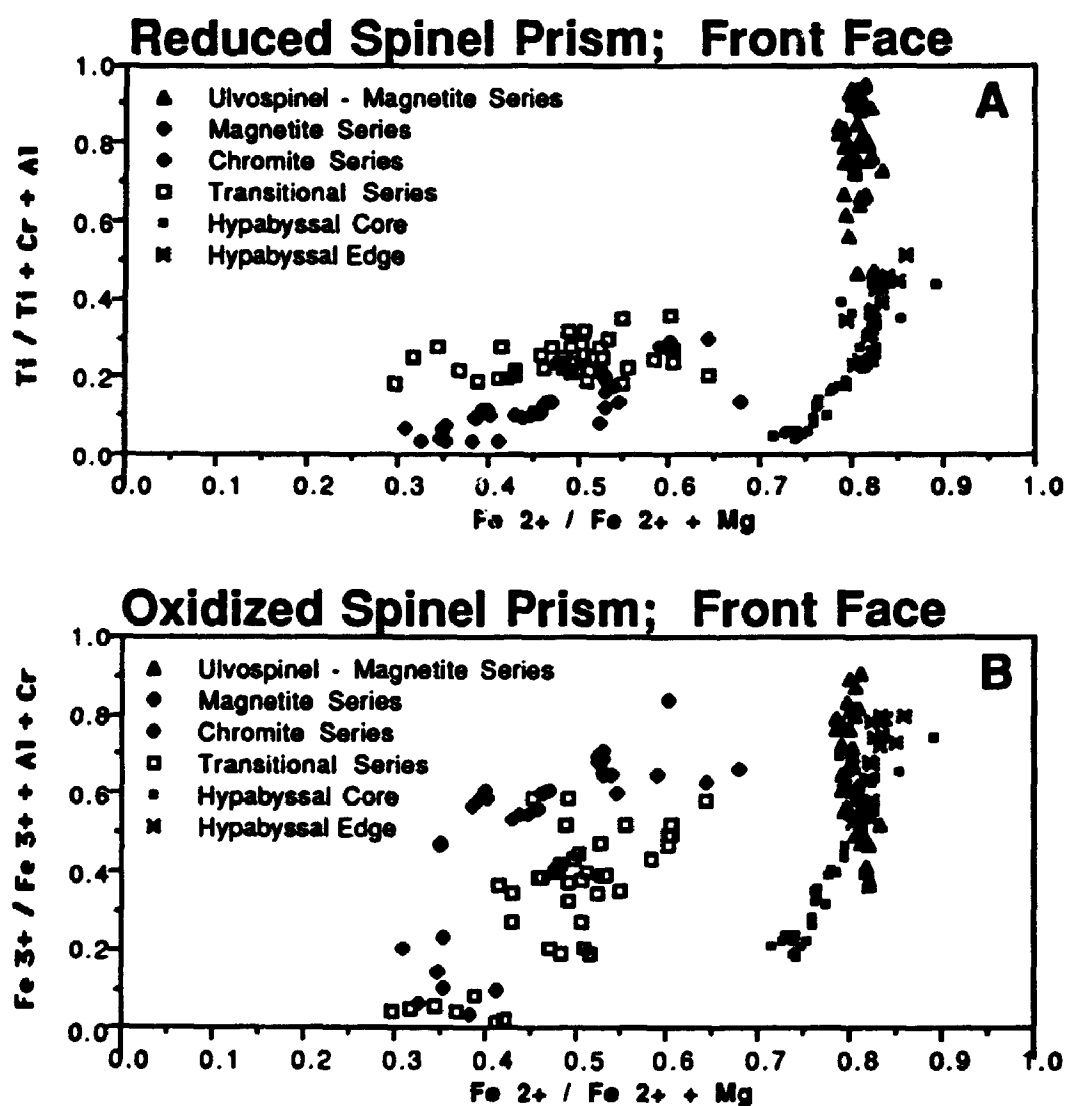 Reduced Spinel Prism; Front Face
A
Ti / Ti + Cr + Al
1.0
0.8
0.6
0.4
0.2
0.0
Ulvospinel - Magnetite Series
Magnetite Series
Chromite Series
Transitional Series
Hypabyssal Core
Hypabyssal Edge
0.0 0.1 0.2 0.3 0.4 0.5 0.6 0.7 0.8 0.9 1.0
Fe 2+ / Fe 2+ + Mg
Oxidized Spinel Prism; Front Face
B
Fe 3+ / Fe 3+ + Al + Cr
1.0
0.8
0.6
0.4
0.2
0.0
Ulvospinel - Magnetite Series
Magnetite Series
Chromite Series
Transitional Series
Hypabyssal Core
Hypabyssal Edge
0.0 0.1 0.2 0.3 0.4 0.5 0.6 0.7 0.8 0.9 1.0
Fe 2+ / Fe 2+ + Mg